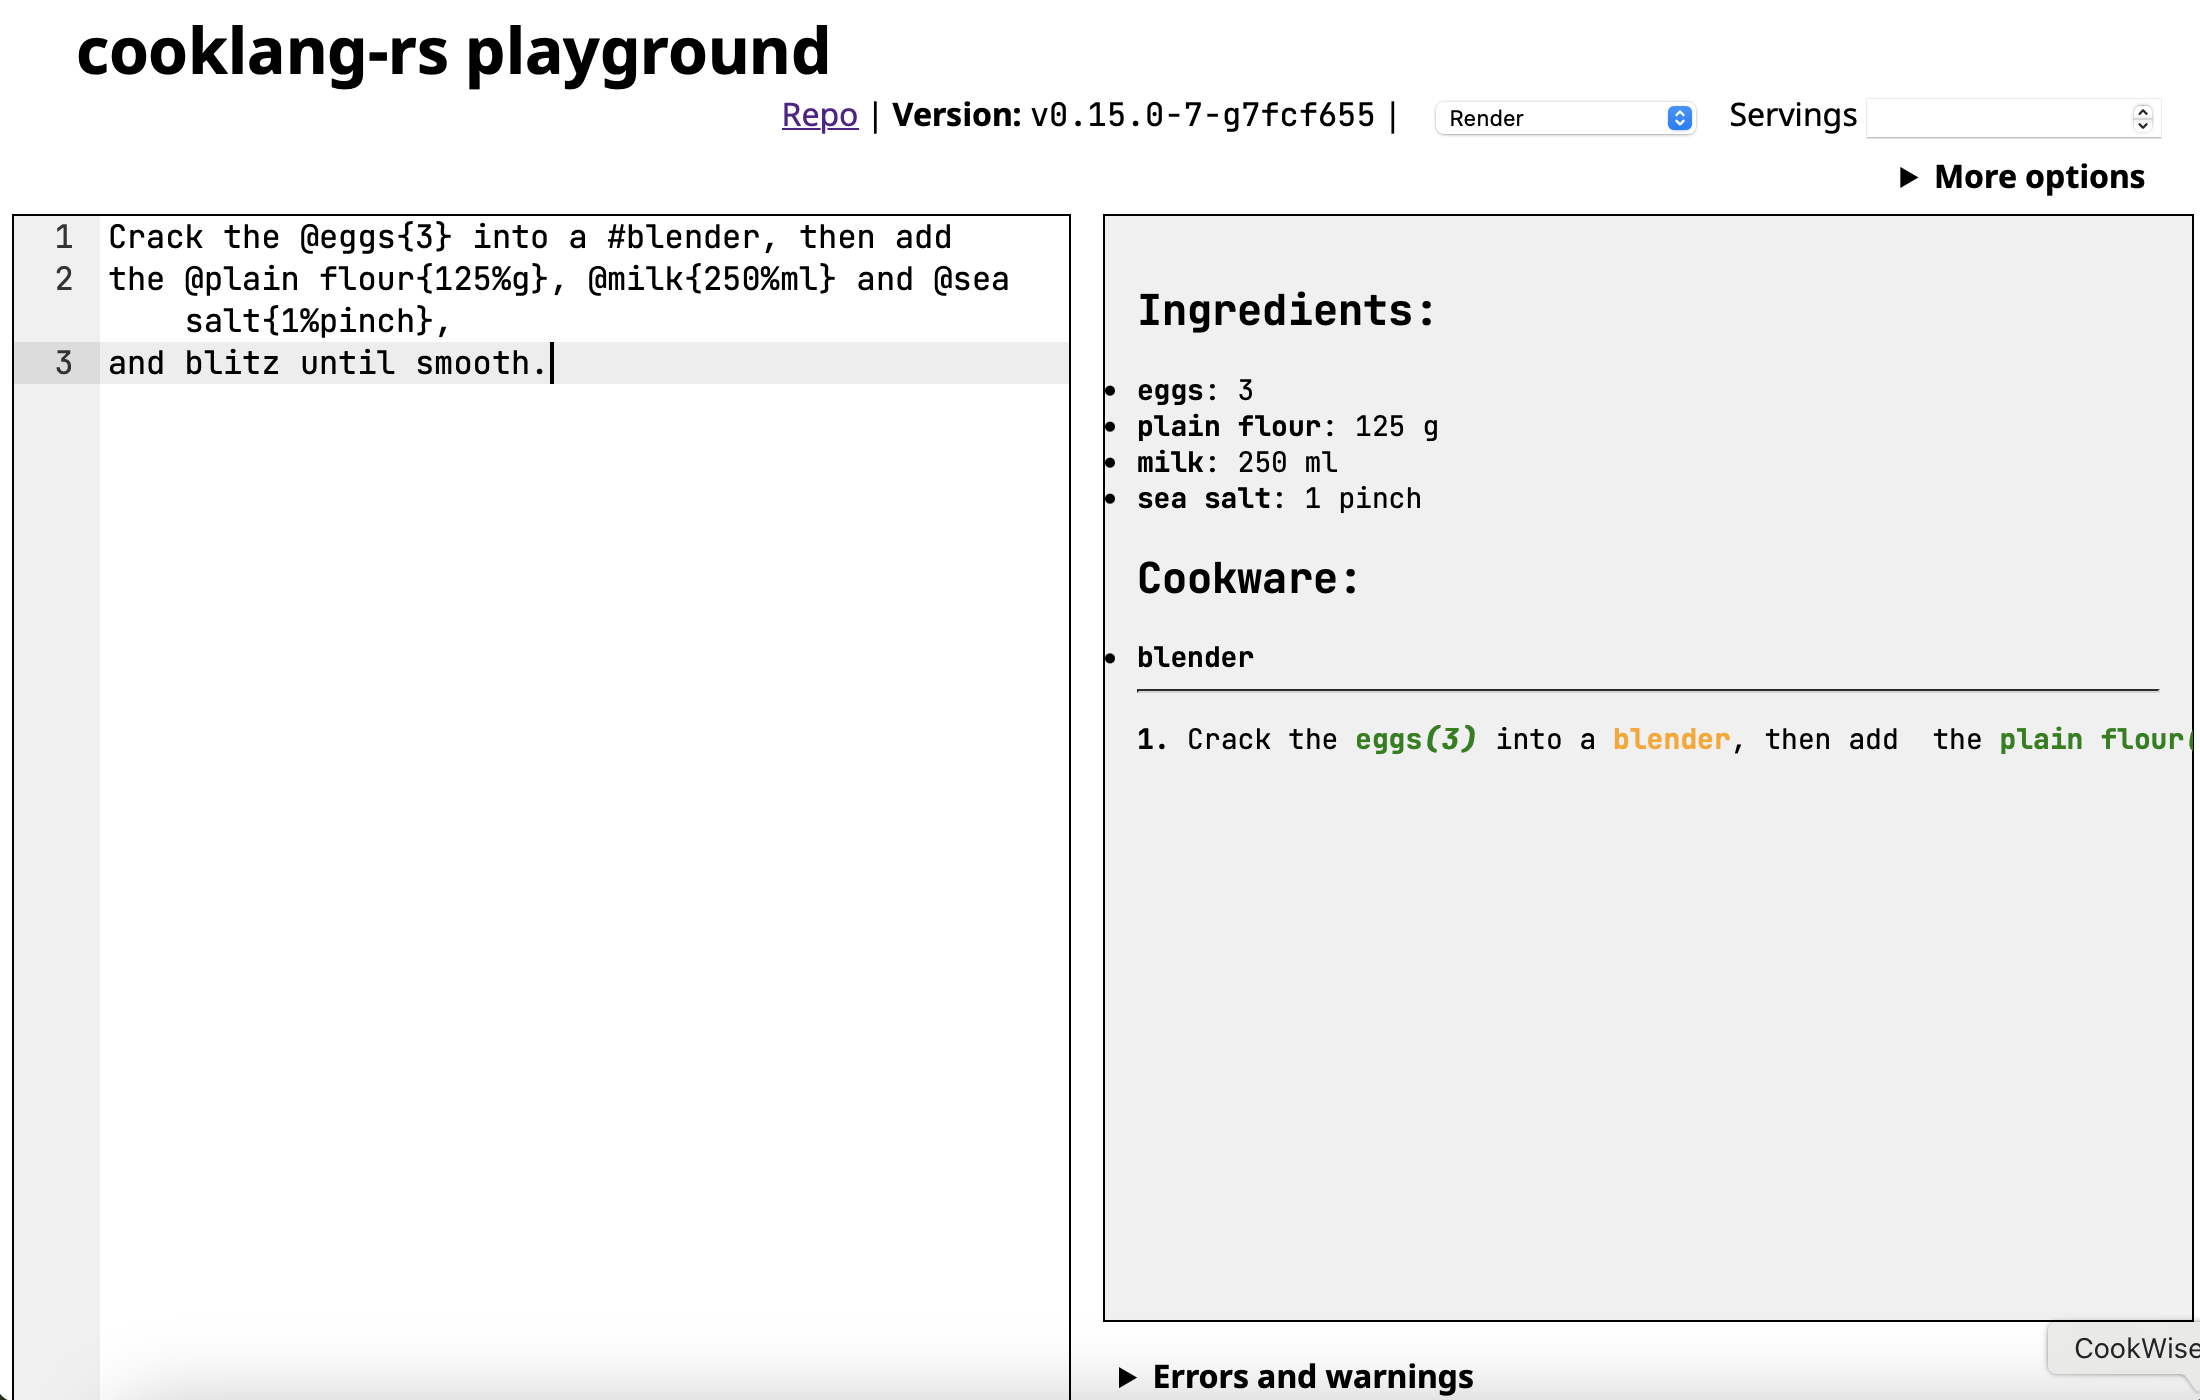 cooklang-rs playground
Repo | Version: v0.15.0-7-g7fcf655 | Render Servings
▶ More options
1 Crack the @eggs{3} into a #blender, then add
2 the @plain flour{125%g}, @milk{250%ml} and @sea
salt{1%pinch},
3 and blitz until smooth.
Ingredients:
• eggs: 3
• plain flour: 125 g
• milk: 250 ml
• sea salt: 1 pinch
Cookware:
• blender
1. Crack the eggs(3) into a blender, then add  the plain flour(
▶ Errors and warnings
CookWise